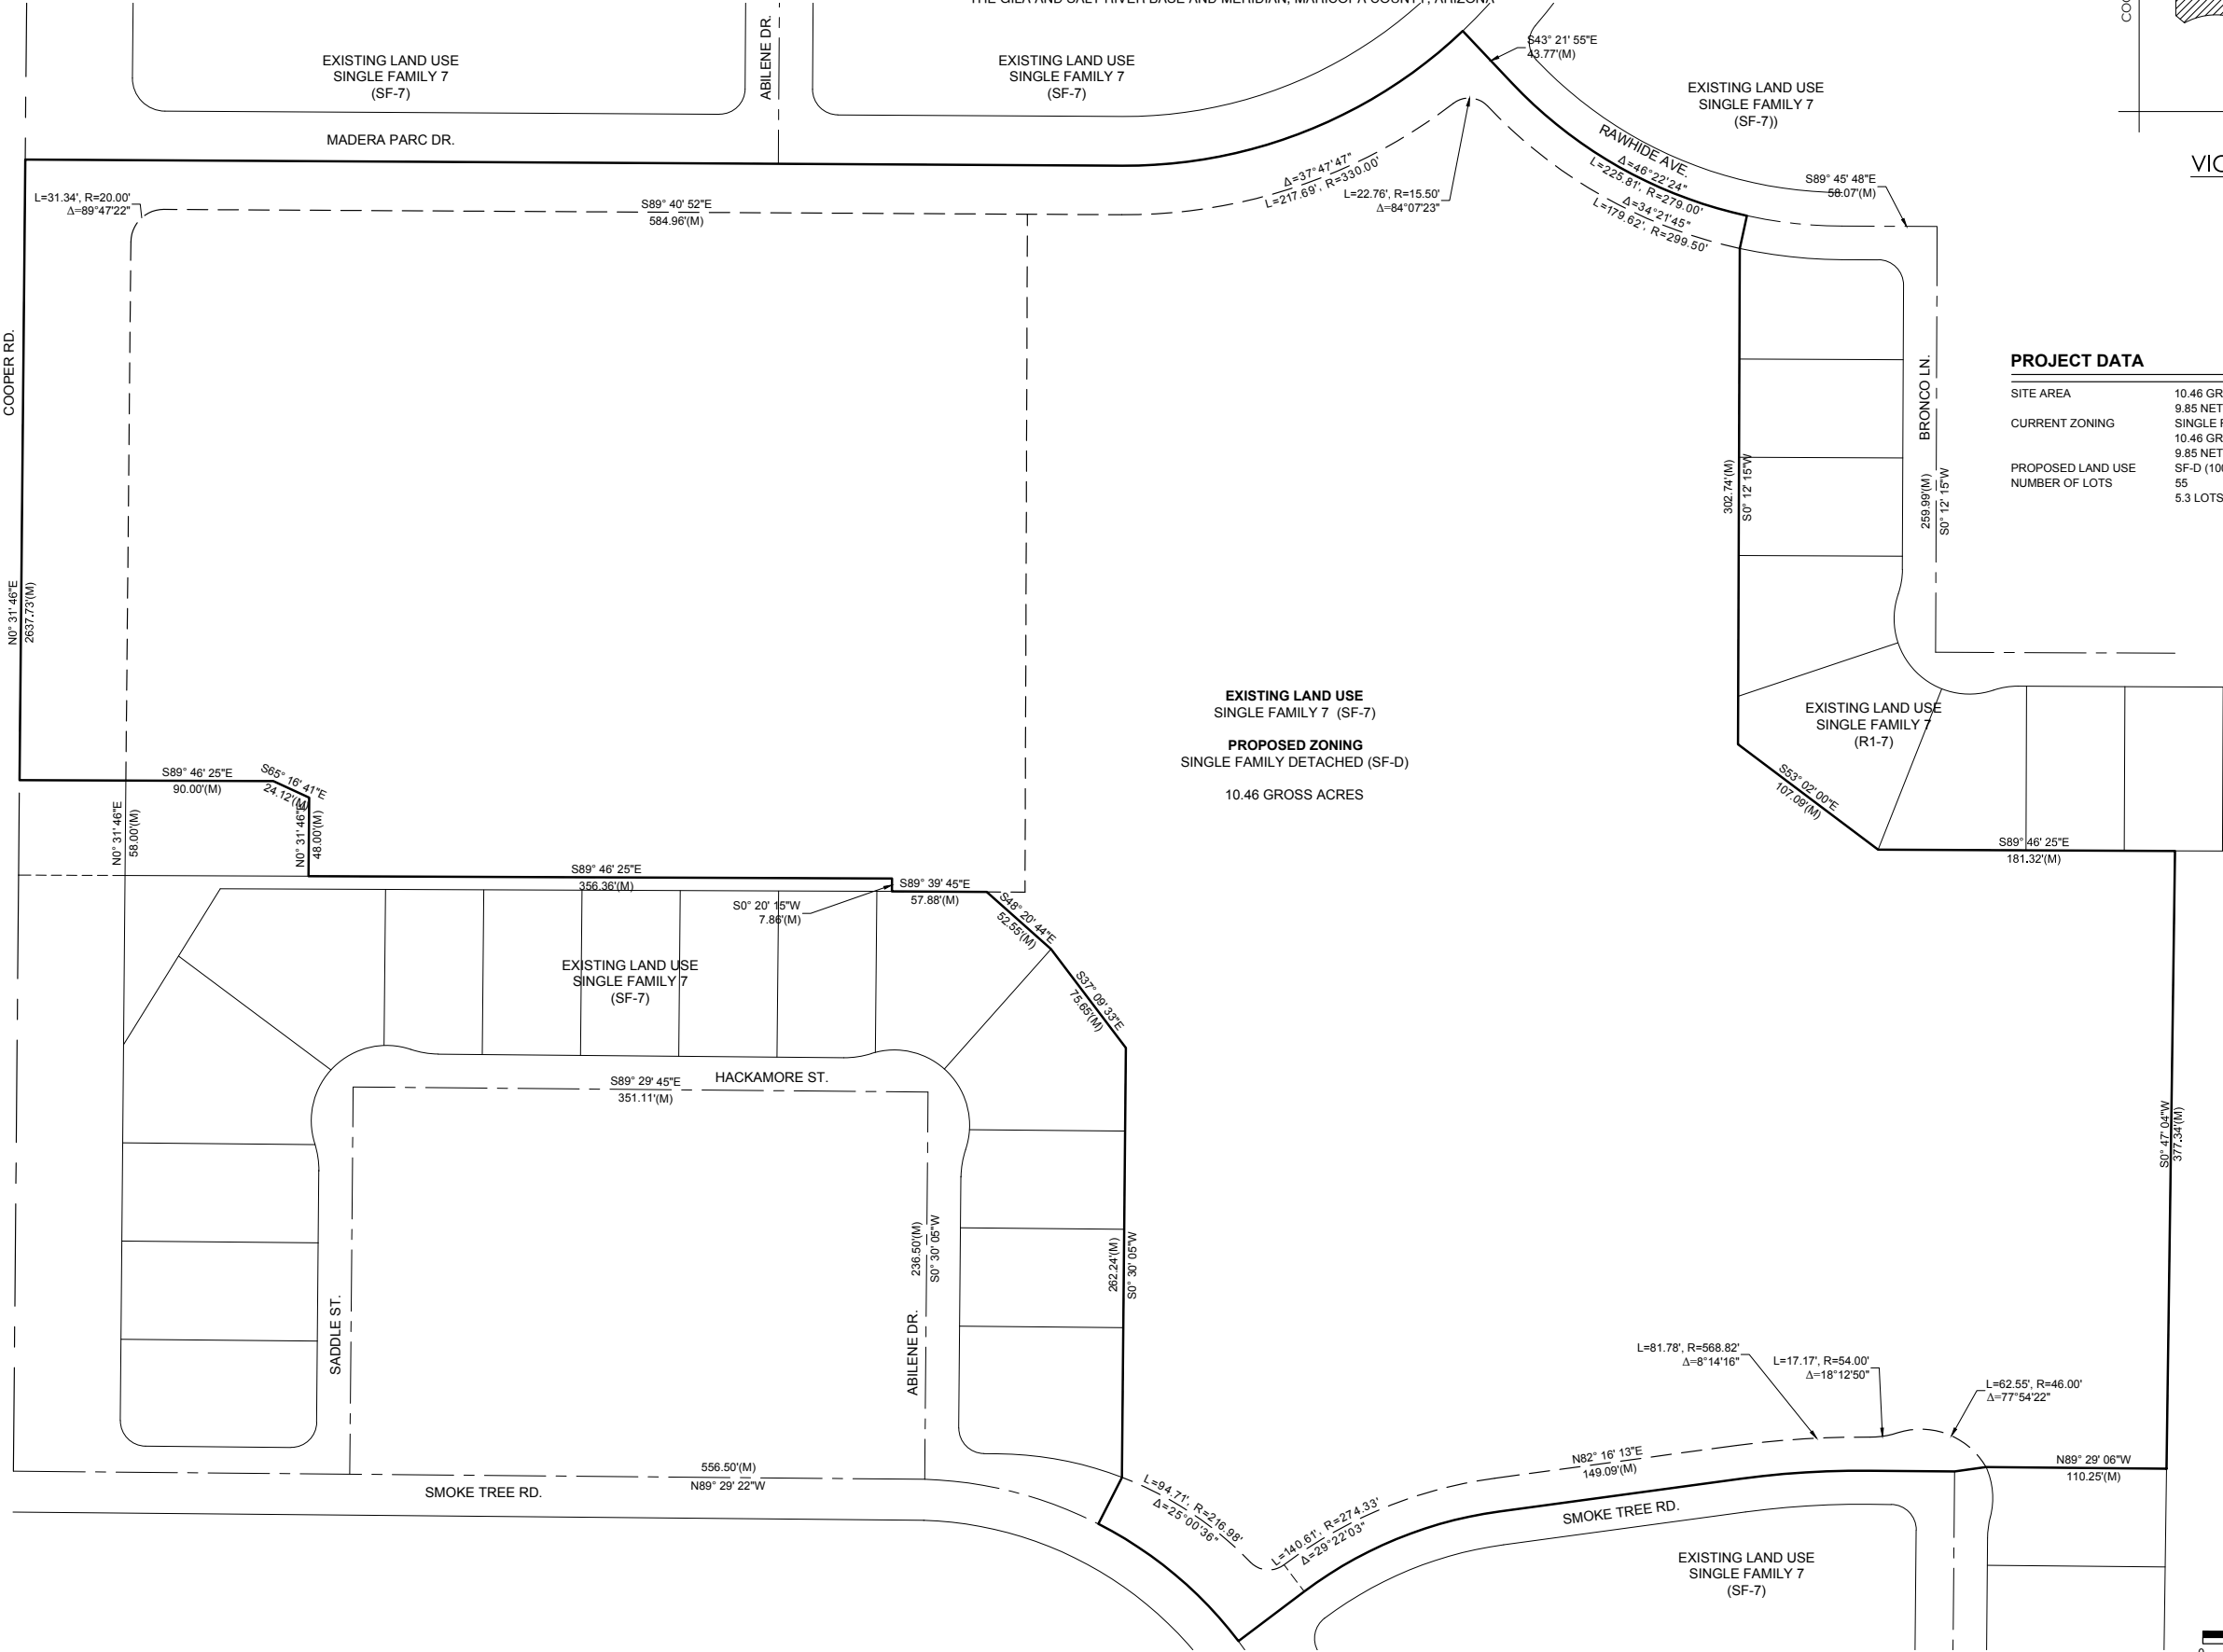 THE GILA AND SALT RIVER BASE AND MERIDIAN, MARICOPA COUNTY, ARIZONA
EXISTING LAND USE
SINGLE FAMILY 7
(SF-7)
ABILENE DR.
EXISTING LAND USE
SINGLE FAMILY 7
(SF-7)
S43° 21' 55"E
43.77'(M)
EXISTING LAND USE
SINGLE FAMILY 7
(SF-7))
MADERA PARC DR.
RAWHIDE AVE.
L=31.34', R=20.00'
Δ=89°47'22"
S89° 40' 52"E
584.96'(M)
Δ=37°47'47"
L=217.69', R=330.00'
L=22.76', R=15.50'
Δ=84°07'23"
Δ=46°22'24"
L=225.81', R=279.00'
Δ=34°21'45"
L=179.62', R=299.50'
S89° 45' 48"E
58.07'(M)
COOPER RD.
N0° 31' 46"E
2637.73'(M)
302.74'(M)
S0° 12' 15"W
BRONCO LN.
259.99'(M)
S0° 12' 15"W
PROJECT DATA
SITE AREA
10.46 GR
9.85 NET
CURRENT ZONING
SINGLE F
10.46 GR
9.85 NET
PROPOSED LAND USE
SF-D (10
NUMBER OF LOTS
55
5.3 LOTS
EXISTING LAND USE
SINGLE FAMILY 7  (SF-7)
PROPOSED ZONING
SINGLE FAMILY DETACHED (SF-D)
10.46 GROSS ACRES
EXISTING LAND USE
SINGLE FAMILY 7
(R1-7)
S89° 46' 25"E
90.00'(M)
S65° 16' 41"E
24.12'(M)
N0° 31' 46"E
58.00'(M)
N0° 31' 46"E
48.00'(M)
S53° 02' 00"E
107.09'(M)
S89° 46' 25"E
181.32'(M)
S89° 46' 25"E
356.36'(M)
S0° 20' 15"W
7.86'(M)
S89° 39' 45"E
57.88'(M)
S48° 20' 44"E
52.55'(M)
EXISTING LAND USE
SINGLE FAMILY 7
(SF-7)
S37° 09' 33"E
75.65'(M)
S89° 29' 45"E
351.11'(M)
HACKAMORE ST.
S0° 47' 04"W
377.34'(M)
236.50'(M)
S0° 30' 05"W
262.24'(M)
S0° 30' 05"W
SADDLE ST.
ABILENE DR.
L=81.78', R=568.82'
Δ=8°14'16"
L=17.17', R=54.00'
Δ=18°12'50"
L=62.55', R=46.00'
Δ=77°54'22"
556.50'(M)
N89° 29' 22"W
SMOKE TREE RD.
L=94.71', R=216.98'
Δ=25°00'36"
L=140.61', R=274.33'
Δ=29°22'03"
N82° 16' 13"E
149.09'(M)
SMOKE TREE RD.
N89° 29' 06"W
110.25'(M)
EXISTING LAND USE
SINGLE FAMILY 7
(SF-7)